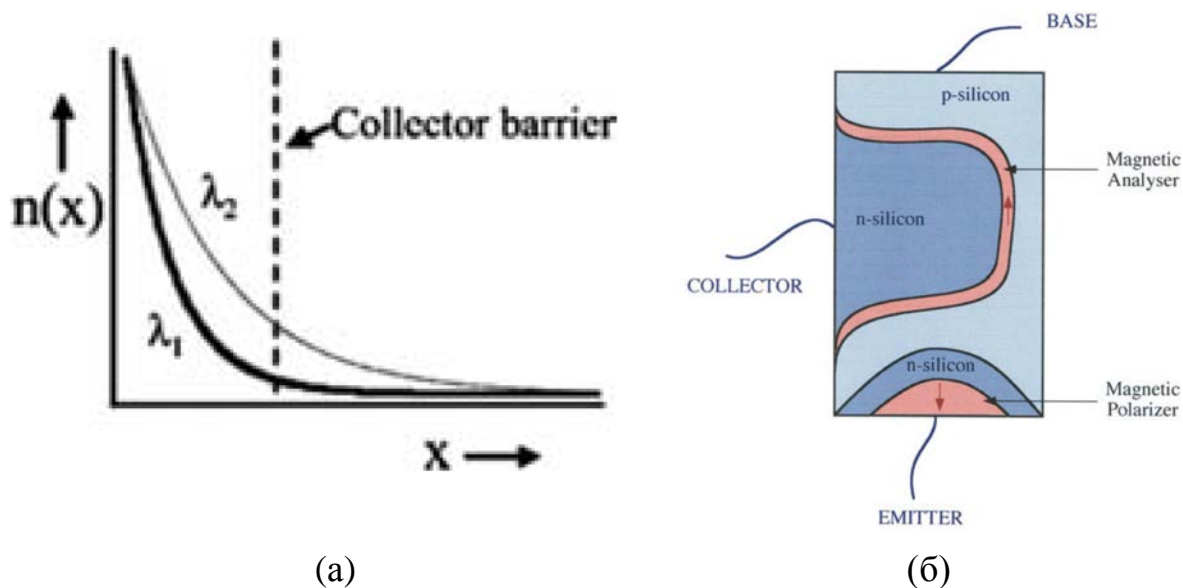 n(x)
λ₂
λ₁
Collector barrier
x
(а)
BASE
p-silicon
Magnetic
Analyser
n-silicon
COLLECTOR
n-silicon
Magnetic
Polarizer
EMITTER
(б)